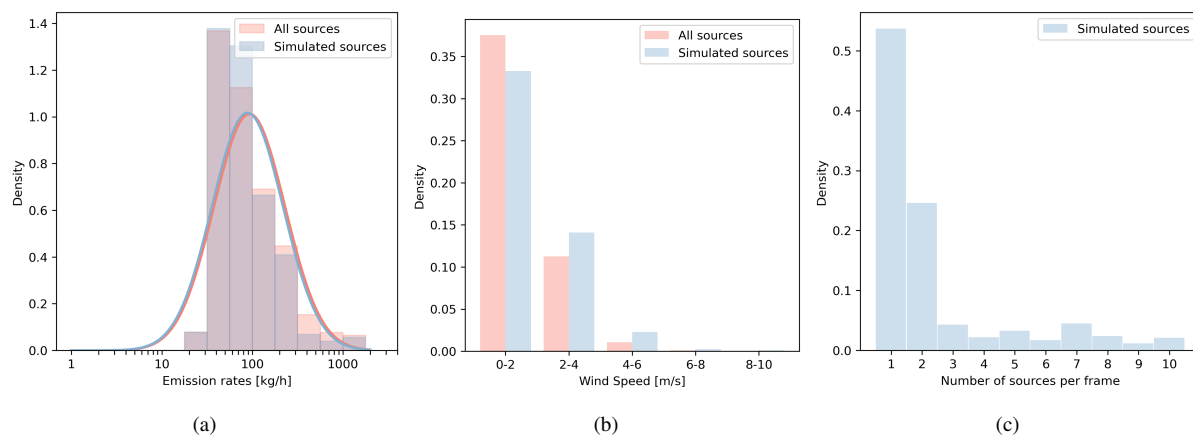 1.4
1.2
1.0
0.8
0.6
0.4
0.2
0.0
Density
1 10 100 1000
Emission rates [kg/h]
All sources
Simulated sources
(a)
0.35
0.30
0.25
0.20
0.15
0.10
0.05
0.00
Density
0-2 2-4 4-6 6-8 8-10
Wind Speed [m/s]
All sources
Simulated sources
(b)
0.5
0.4
0.3
0.2
0.1
0.0
Density
1 2 3 4 5 6 7 8 9 10
Number of sources per frame
Simulated sources
(c)